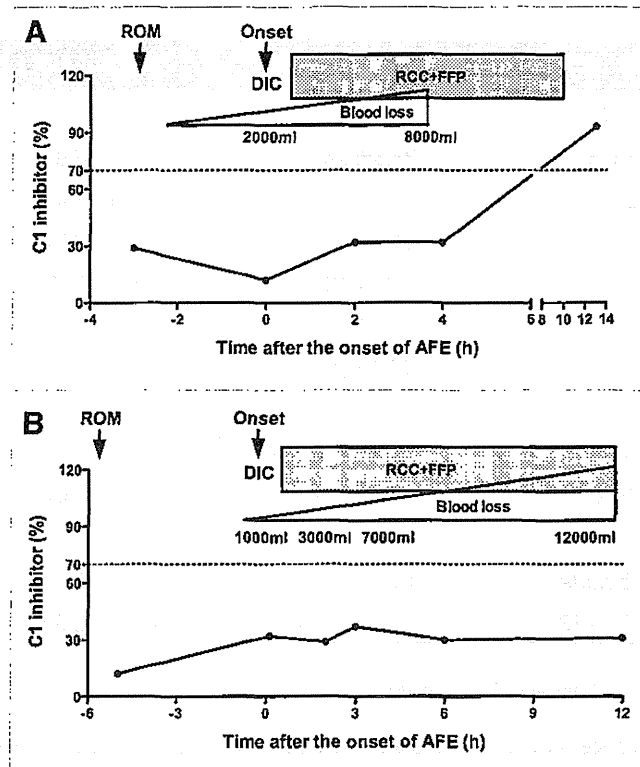 A
ROM
Onset
DIC
RCC+FFP
Blood loss
2000ml
8000ml
C1 inhibitor (%)
120
90
70
60
30
0
-4
-2
0
2
4
6
8
10
12
14
Time after the onset of AFE (h)
B
ROM
Onset
DIC
RCC+FFP
Blood loss
1000ml 3000ml 7000ml 12000ml
C1 inhibitor (%)
120
90
70
60
30
0
-6
-3
0
3
6
9
12
Time after the onset of AFE (h)